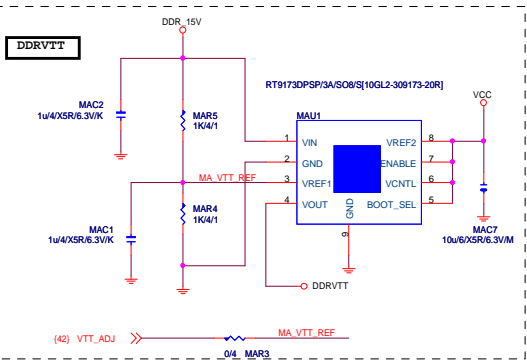 DDR_15V
DDRVTT
RT9173DPSP/3A/SO8/S[10GL2-309173-20R]
VCC
MAC2
1u/4/X5R/6.3V/K
MAR5
1K/4/1
MAU1
1 VIN VREF2 8
2 GND ENABLE 7
MA_VTT_REF 3 VREF1 VCNTL 6
4 VOUT BOOT_SEL 5
GND
9
MAR4
1K/4/1
MAC1
1u/4/X5R/6.3V/K
MAC7
10u/6/X5R/6.3V/M
DDRVTT
(42) VTT_ADJ MA_VTT_REF
0/4 MAR3